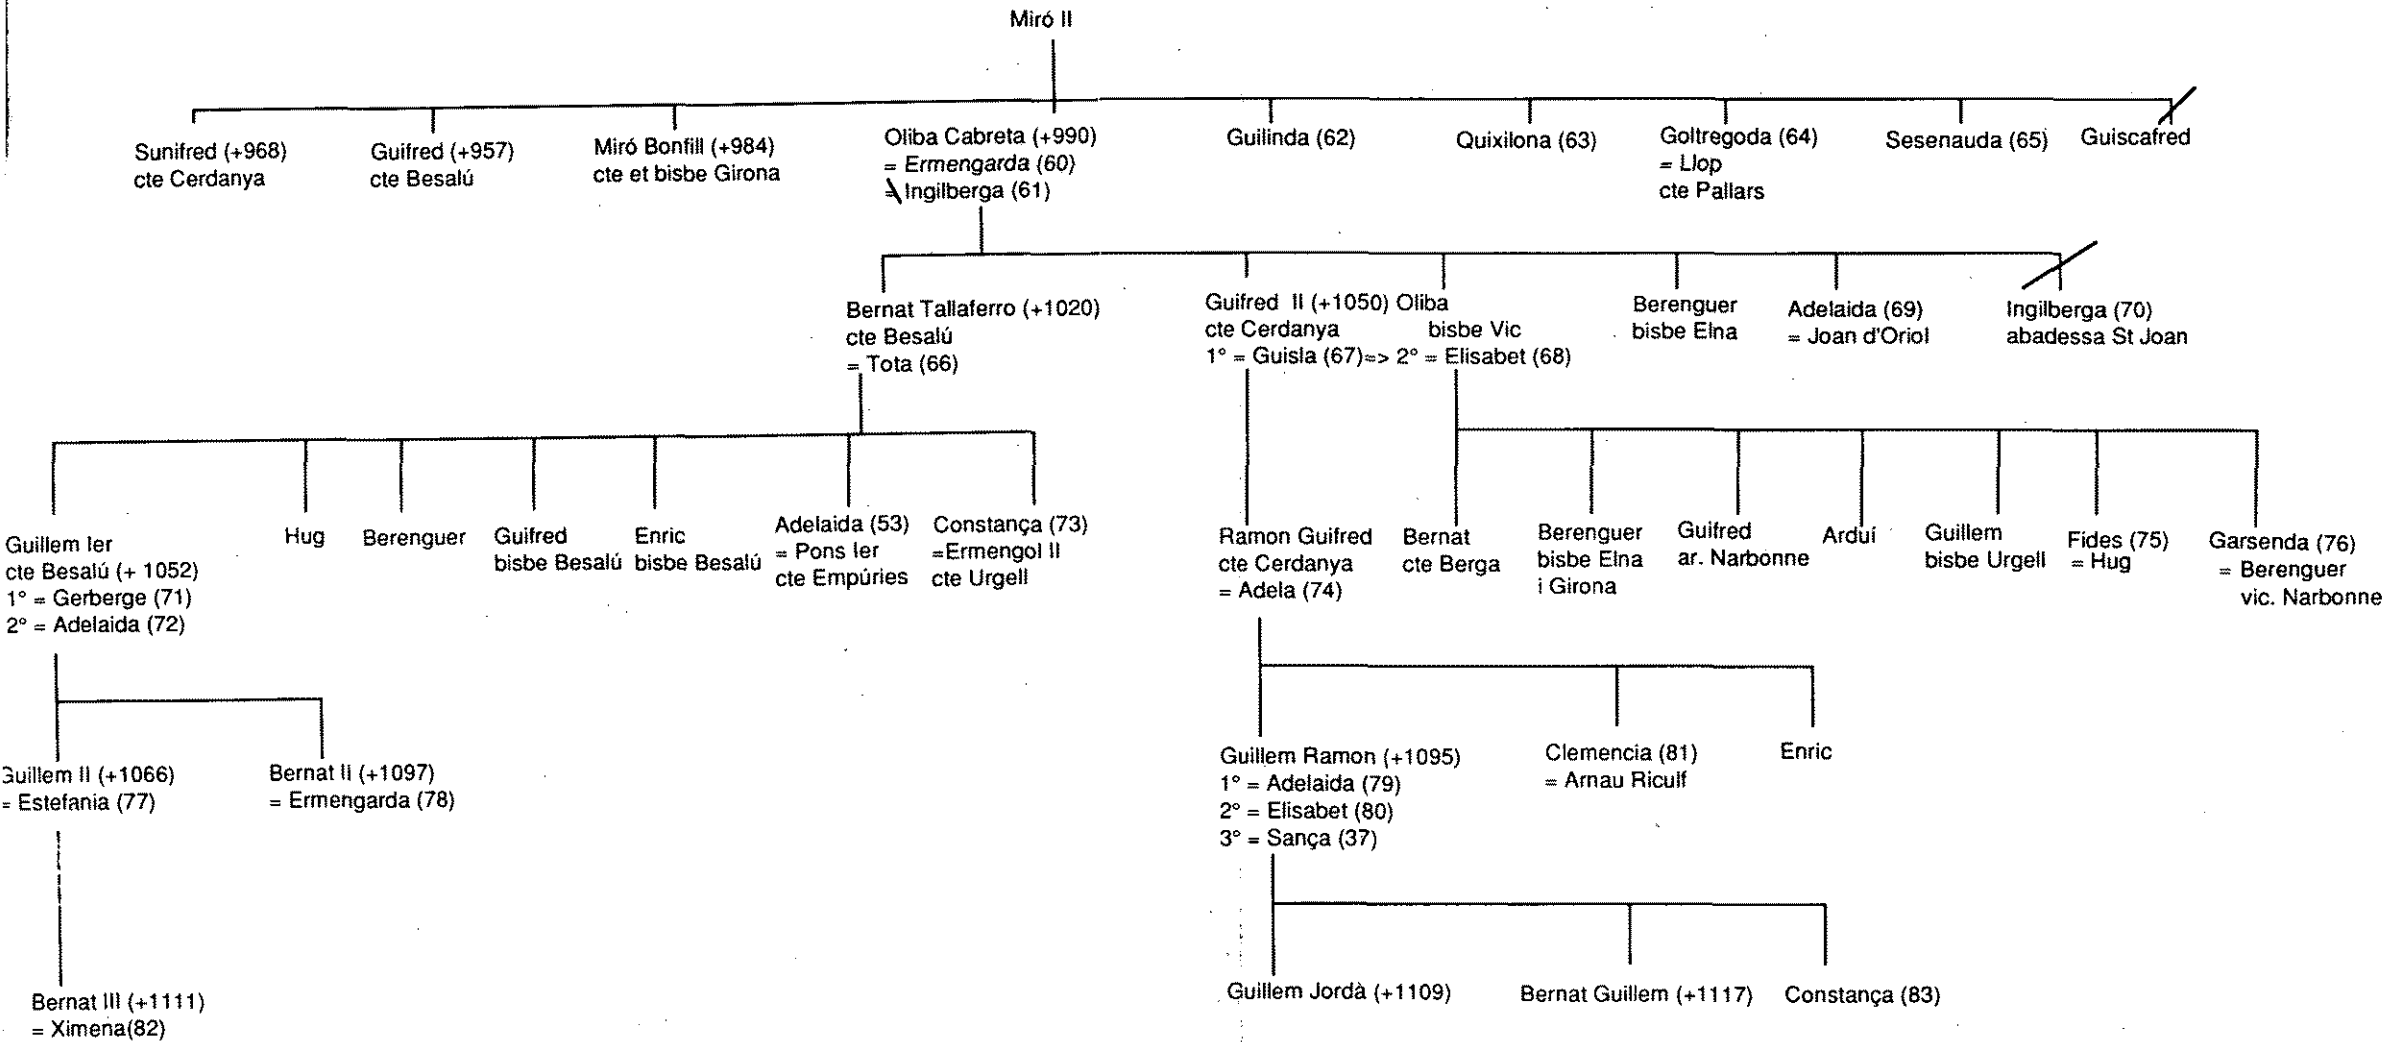 Miró II
Sunifred (+968)
cte Cerdanya
Guifred (+957)
cte Besalú
Miró Bonfill (+984)
cte et bisbe Girona
Oliba Cabreta (+990)
= Ermengarda (60)
= Ingilberga (61)
Guilinda (62)
Quixilona (63)
Goltregoda (64)
= Llop
cte Pallars
Sesenauda (65)
Guiscafred
Bernat Tallaferro (+1020)
cte Besalú
= Tota (66)
Guifred II (+1050) Oliba
cte Cerdanya bisbe Vic
1° = Guisla (67)=> 2° = Elisabet (68)
Berenguer
bisbe Elna
Adelaida (69)
= Joan d'Oriol
Ingilberga (70)
abadessa St Joan
Guillem Ier
cte Besalú (+ 1052)
1° = Gerberge (71)
2° = Adelaida (72)
Hug
Berenguer
Guifred
bisbe Besalú
Enric
bisbe Besalú
Adelaida (53)
= Pons Ier
cte Empúries
Constança (73)
=Ermengol II
cte Urgell
Ramon Guifred
cte Cerdanya
= Adela (74)
Bernat
cte Berga
Berenguer
bisbe Elna
i Girona
Guifred
ar. Narbonne
Arduí
Guillem
bisbe Urgell
Fides (75)
= Hug
Garsenda (76)
= Berenguer
vic. Narbonne
Guillem II (+1066)
= Estefania (77)
Bernat II (+1097)
= Ermengarda (78)
Guillem Ramon (+1095)
1° = Adelaida (79)
2° = Elisabet (80)
3° = Sança (37)
Clemencia (81)
= Arnau Riculf
Enric
Bernat III (+1111)
= Ximena(82)
Guillem Jordà (+1109)
Bernat Guillem (+1117)
Constança (83)